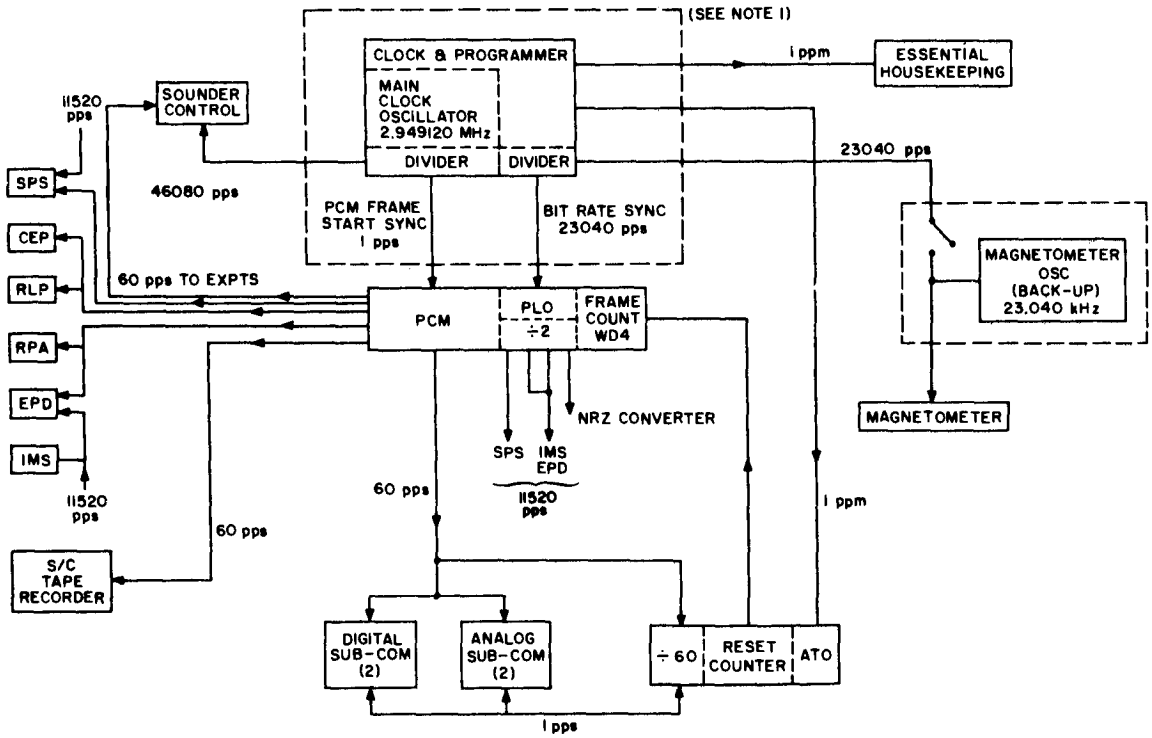 (SEE NOTE 1)
CLOCK & PROGRAMMER
MAIN
CLOCK
OSCILLATOR
2.949120 MHz
DIVIDER
DIVIDER
1 ppm
ESSENTIAL
HOUSEKEEPING
11520
pps
SOUNDER
CONTROL
46080 pps
23040 pps
SPS
CEP
RLP
RPA
EPD
IMS
11520
pps
PCM FRAME
START SYNC
1 pps
BIT RATE SYNC
23040 pps
60 pps TO EXPTS
PCM
PLO
÷2
FRAME
COUNT
WD4
MAGNETOMETER
OSC
(BACK-UP)
23.040 kHz
MAGNETOMETER
NRZ CONVERTER
SPS
IMS
EPD
11520
pps
60 pps
60 pps
1 ppm
S/C
TAPE
RECORDER
DIGITAL
SUB-COM
(2)
ANALOG
SUB-COM
(2)
÷60
RESET
COUNTER
ATO
1 pps